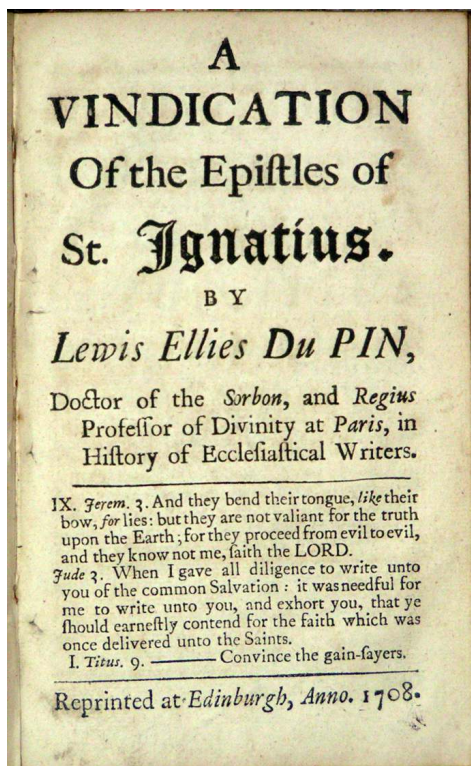 A
VINDICATION
Of the Epiſtles of
St. Ignatius.
BY
Lewis Ellies Du PIN,
Doctor of the Sorbon, and Regius
Profeſſor of Divinity at Paris, in
Hiſtory of Eccleſiaſtical Writers.
IX. Jerem. 3. And they bend their tongue, like their
bow, for lies: but they are not valiant for the truth
upon the Earth; for they proceed from evil to evil,
and they know not me, ſaith the LORD.
Jude 3. When I gave all diligence to write unto
you of the common Salvation: it was needful for
me to write unto you, and exhort you, that ye
ſhould earneſtly contend for the faith which was
once delivered unto the Saints.
I. Titus. 9. ——— Convince the gain-ſayers.
Reprinted at Edinburgh, Anno. 1708.